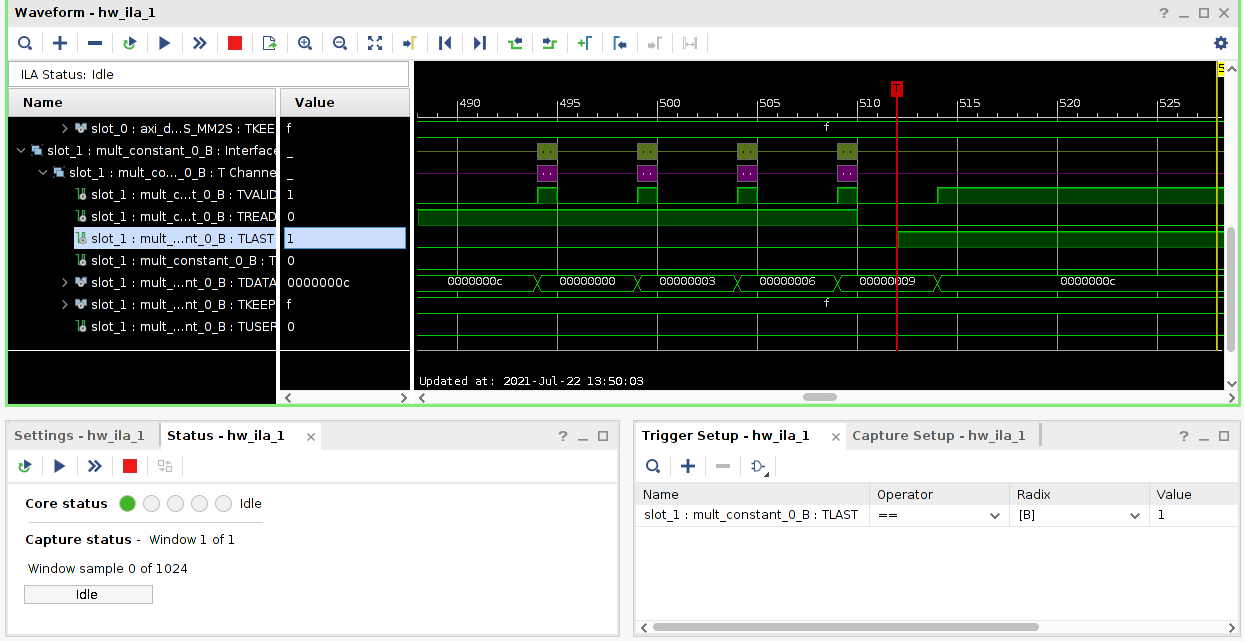 Waveform - hw_ila_1
ILA Status: Idle
Name Value
5
T
490 495 500 505 510 515 520 525
slot_0 : axi_d...S_MM2S : TKEE f f
slot_1 : mult_constant_0_B : Interface _
slot_1 : mult_co..._0_B : T Channe _
slot_1 : mult_c...t_0_B : TVALID 1
slot_1 : mult_c...t_0_B : TREAD 0
slot_1 : mult_...nt_0_B : TLAST 1
slot_1 : mult_constant_0_B : T 0
slot_1 : mult_...nt_0_B : TDATA 0000000c 0000000c 00000000 00000003 00000006 00000009 0000000c
slot_1 : mult_...nt_0_B : TKEEP f f
slot_1 : mult_...nt_0_B : TUSER 0
Updated at: 2021-Jul-22 13:50:03
Settings - hw_ila_1 Status - hw_ila_1
Core status Idle
Capture status - Window 1 of 1
Window sample 0 of 1024
Idle
Trigger Setup - hw_ila_1 Capture Setup - hw_ila_1
Name Operator Radix Value
slot_1 : mult_constant_0_B : TLAST == [B] 1